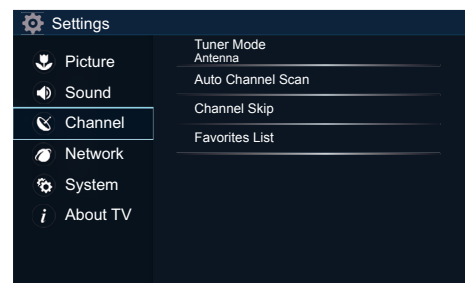 Settings
Picture
Sound
Channel
Network
System
i About TV
Tuner Mode
Antenna
Auto Channel Scan
Channel Skip
Favorites List